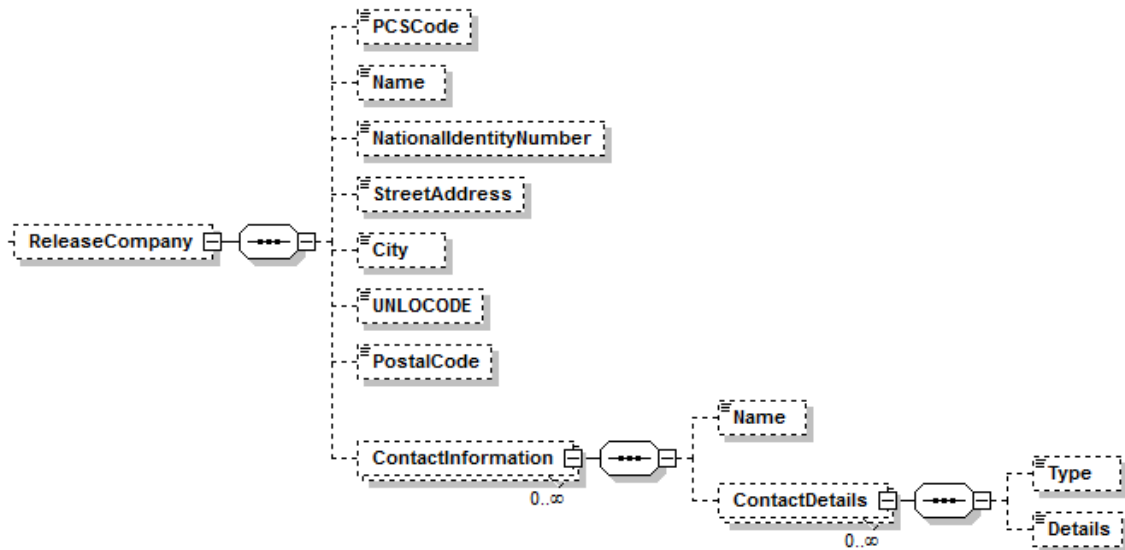 PCSCode
Name
NationalIdentityNumber
StreetAddress
ReleaseCompany
City
UNLOCODE
PostalCode
Name
ContactInformation
0..∞
Type
ContactDetails
0..∞
Details